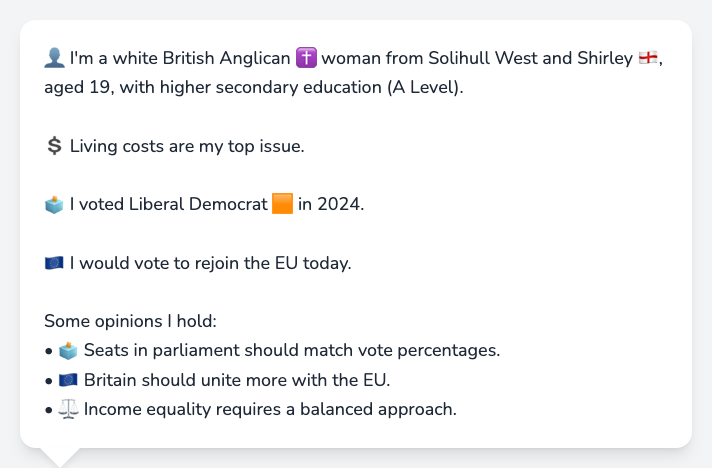 👤 I'm a white British Anglican ✝️ woman from Solihull West and Shirley 🏴󠁧󠁢󠁥󠁮󠁧󠁿,
aged 19, with higher secondary education (A Level).
💲 Living costs are my top issue.
🗳️ I voted Liberal Democrat 🟧 in 2024.
🇪🇺 I would vote to rejoin the EU today.
Some opinions I hold:
• 🗳️ Seats in parliament should match vote percentages.
• 🇪🇺 Britain should unite more with the EU.
• ⚖️ Income equality requires a balanced approach.